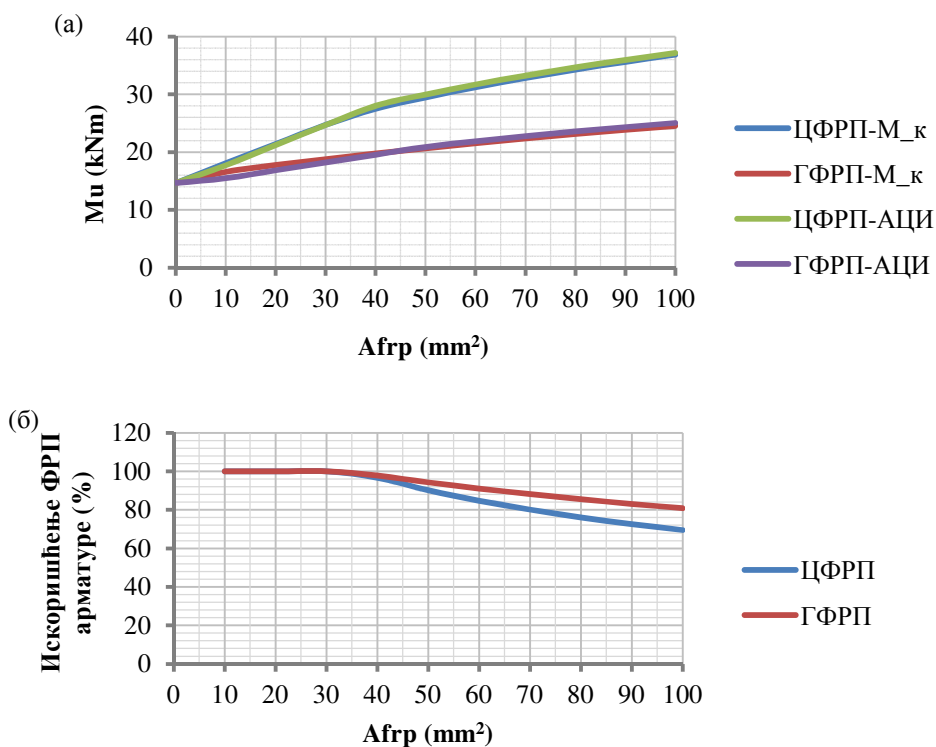 (а)
Mu (kNm)
40
30
20
10
0
0 10 20 30 40 50 60 70 80 90 100
Afrp (mm²)
ЦФРП-М_к
ГФРП-М_к
ЦФРП-АЦИ
ГФРП-АЦИ
(б)
Искоришћење ФРП
арматуре (%)
120
100
80
60
40
20
0
0 10 20 30 40 50 60 70 80 90 100
Afrp (mm²)
ЦФРП
ГФРП